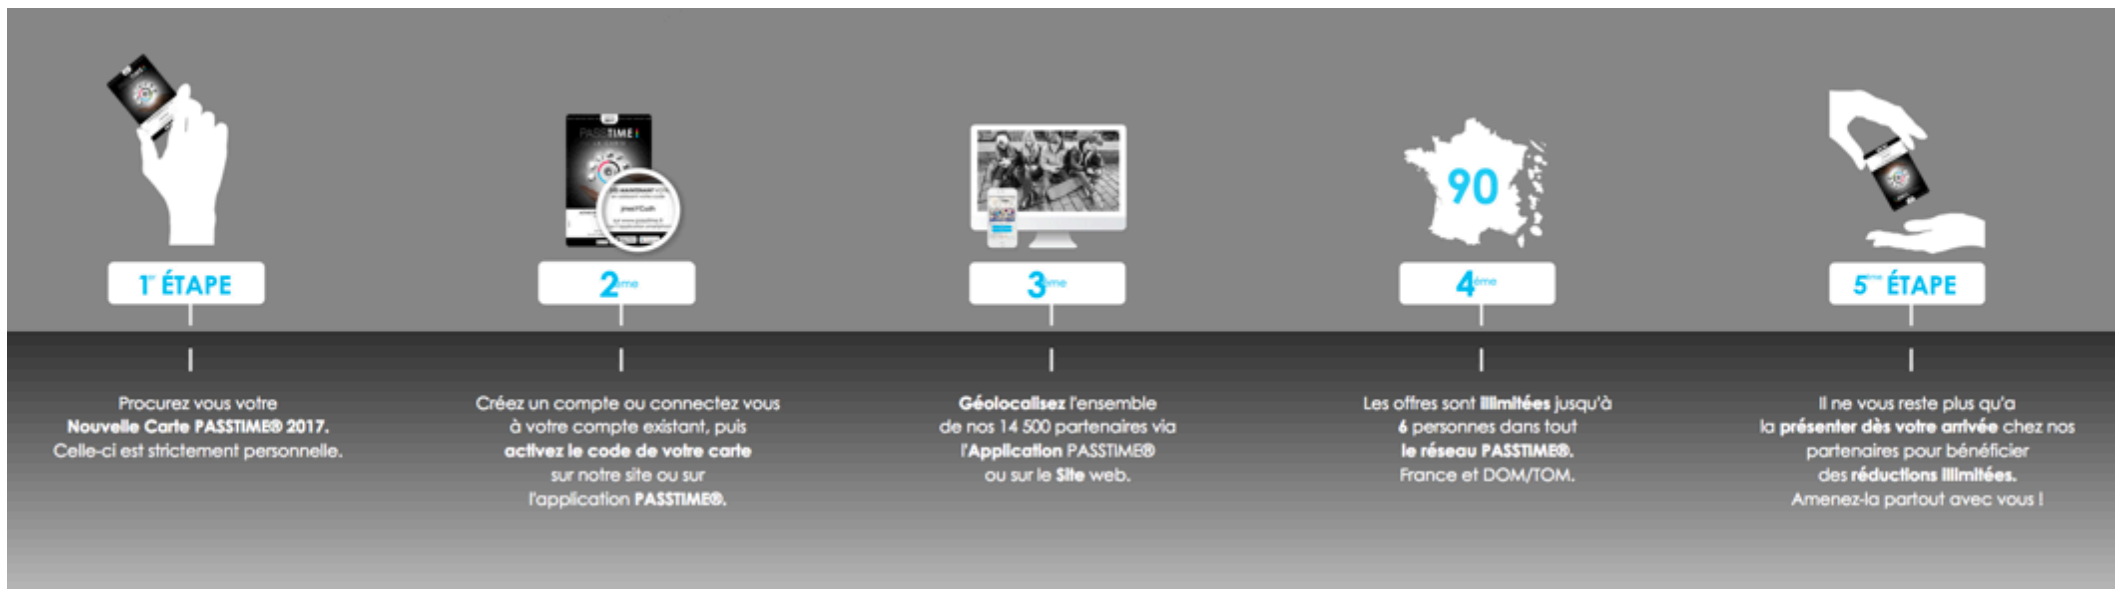 PASSTIME
LA CARTE
MAINTENANT
90
1er ÉTAPE
2ème
3ème
4ème
5ème ÉTAPE
Procurez vous votre
Nouvelle Carte PASSTIME® 2017.
Celle-ci est strictement personnelle.
Créez un compte ou connectez vous
à votre compte existant, puis
activez le code de votre carte
sur notre site ou sur
l'application PASSTIME®.
Géolocalisez l'ensemble
de nos 14 500 partenaires via
l'Application PASSTIME®
ou sur le Site web.
Les offres sont illimitées jusqu'à
6 personnes dans tout
le réseau PASSTIME®.
France et DOM/TOM.
Il ne vous reste plus qu'a
la présenter dès votre arrivée chez nos
partenaires pour bénéficier
des réductions illimitées.
Amenez-la partout avec vous !